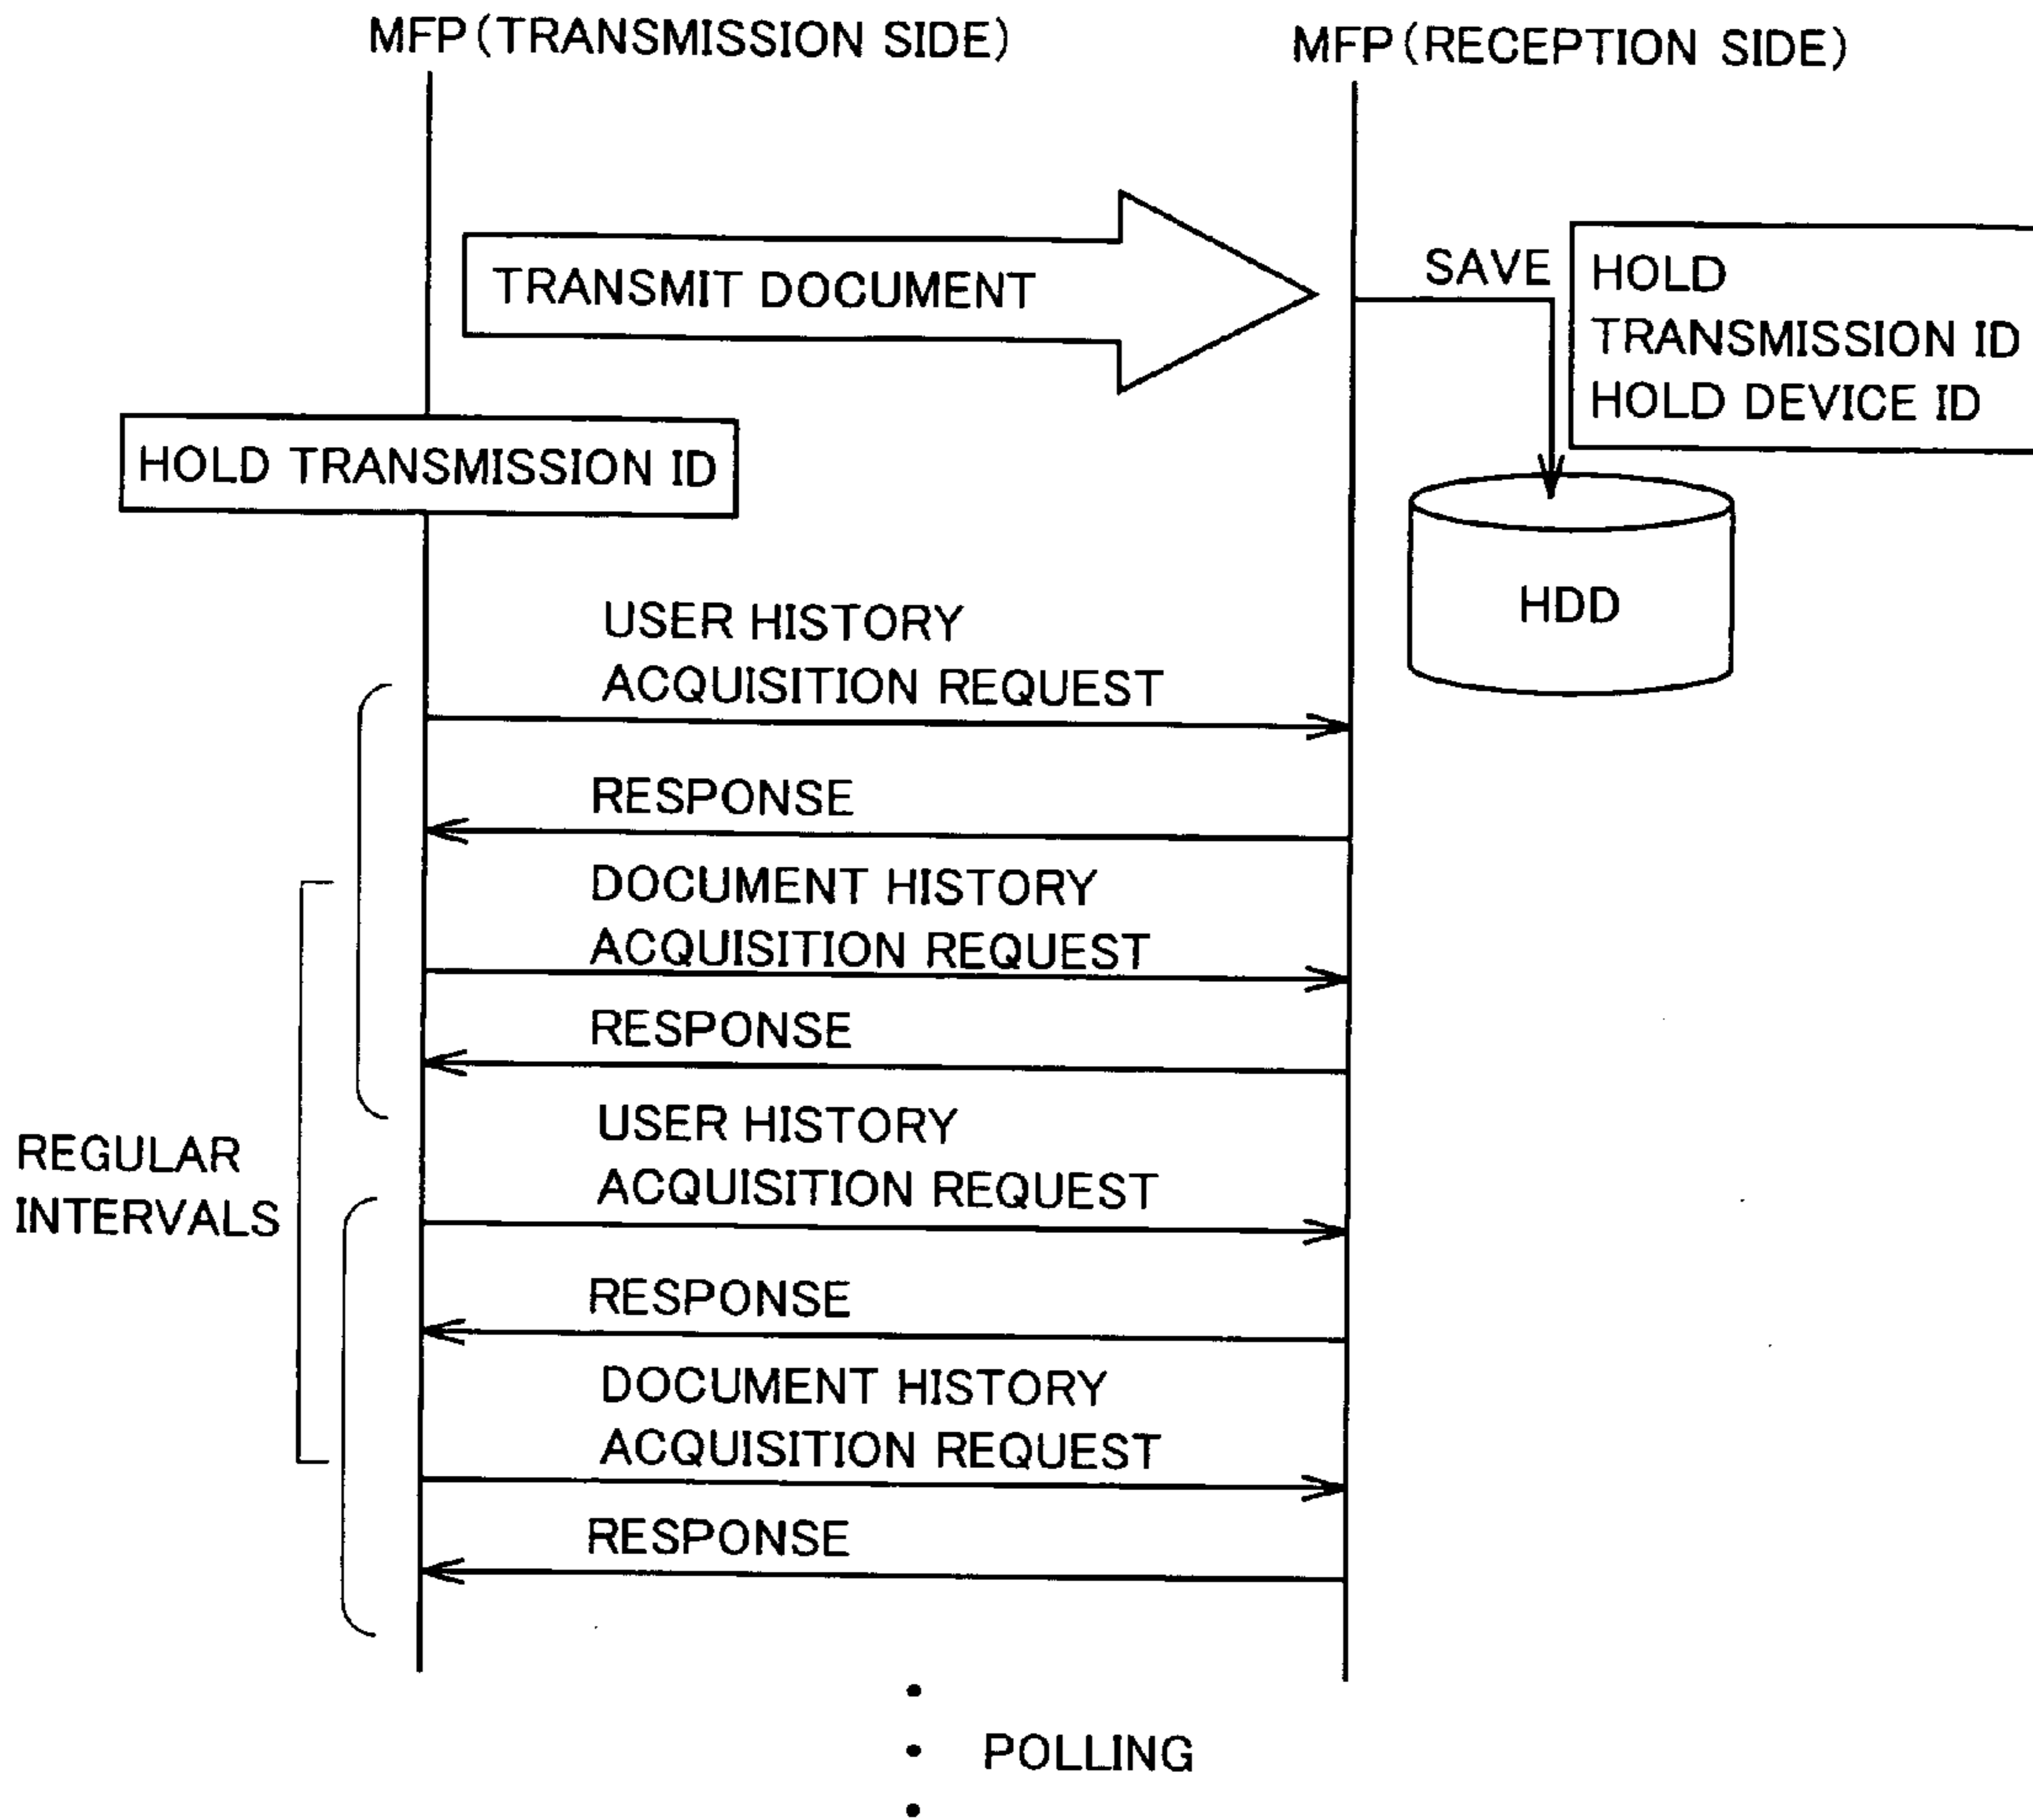 MFP(TRANSMISSION SIDE)
MFP(RECEPTION SIDE)
TRANSMIT DOCUMENT
SAVE
HOLD
TRANSMISSION ID
HOLD DEVICE ID
HOLD TRANSMISSION ID
HDD
USER HISTORY
ACQUISITION REQUEST
RESPONSE
DOCUMENT HISTORY
ACQUISITION REQUEST
RESPONSE
REGULAR
INTERVALS
USER HISTORY
ACQUISITION REQUEST
RESPONSE
DOCUMENT HISTORY
ACQUISITION REQUEST
RESPONSE
POLLING